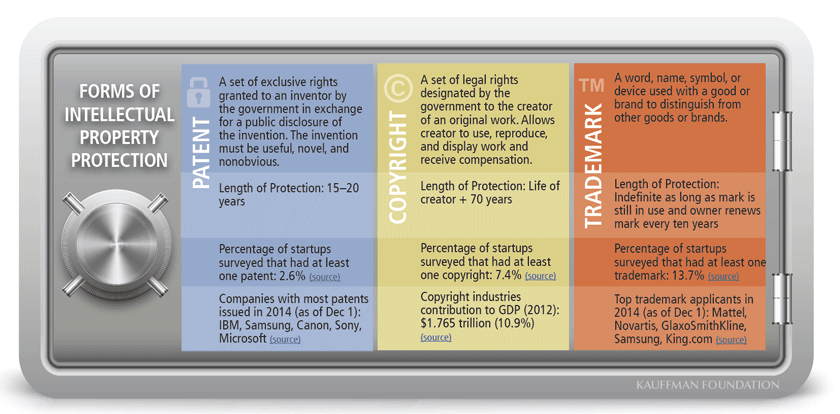 FORMS OF
INTELLECTUAL
PROPERTY
PROTECTION
PATENT
A set of exclusive rights
granted to an inventor by
the government in exchange
for a public disclosure of
the invention. The invention
must be useful, novel, and
nonobvious.
Length of Protection: 15–20
years
Percentage of startups
surveyed that had at least
one patent: 2.6% (source)
Companies with most patents
issued in 2014 (as of Dec 1):
IBM, Samsung, Canon, Sony,
Microsoft (source)
©
COPYRIGHT
A set of legal rights
designated by the
government to the creator
of an original work. Allows
creator to use, reproduce,
and display work and
receive compensation.
Length of Protection: Life of
creator + 70 years
Percentage of startups
surveyed that had at least
one copyright: 7.4% (source)
Copyright industries
contribution to GDP (2012):
$1.765 trillion (10.9%)
(source)
TM
TRADEMARK
A word, name, symbol, or
device used with a good or
brand to distinguish from
other goods or brands.
Length of Protection:
Indefinite as long as mark is
still in use and owner renews
mark every ten years
Percentage of startups
surveyed that had at least one
trademark: 13.7% (source)
Top trademark applicants in
2014 (as of Dec 1): Mattel,
Novartis, GlaxoSmithKline,
Samsung, King.com (source)
KAUFFMAN FOUNDATION